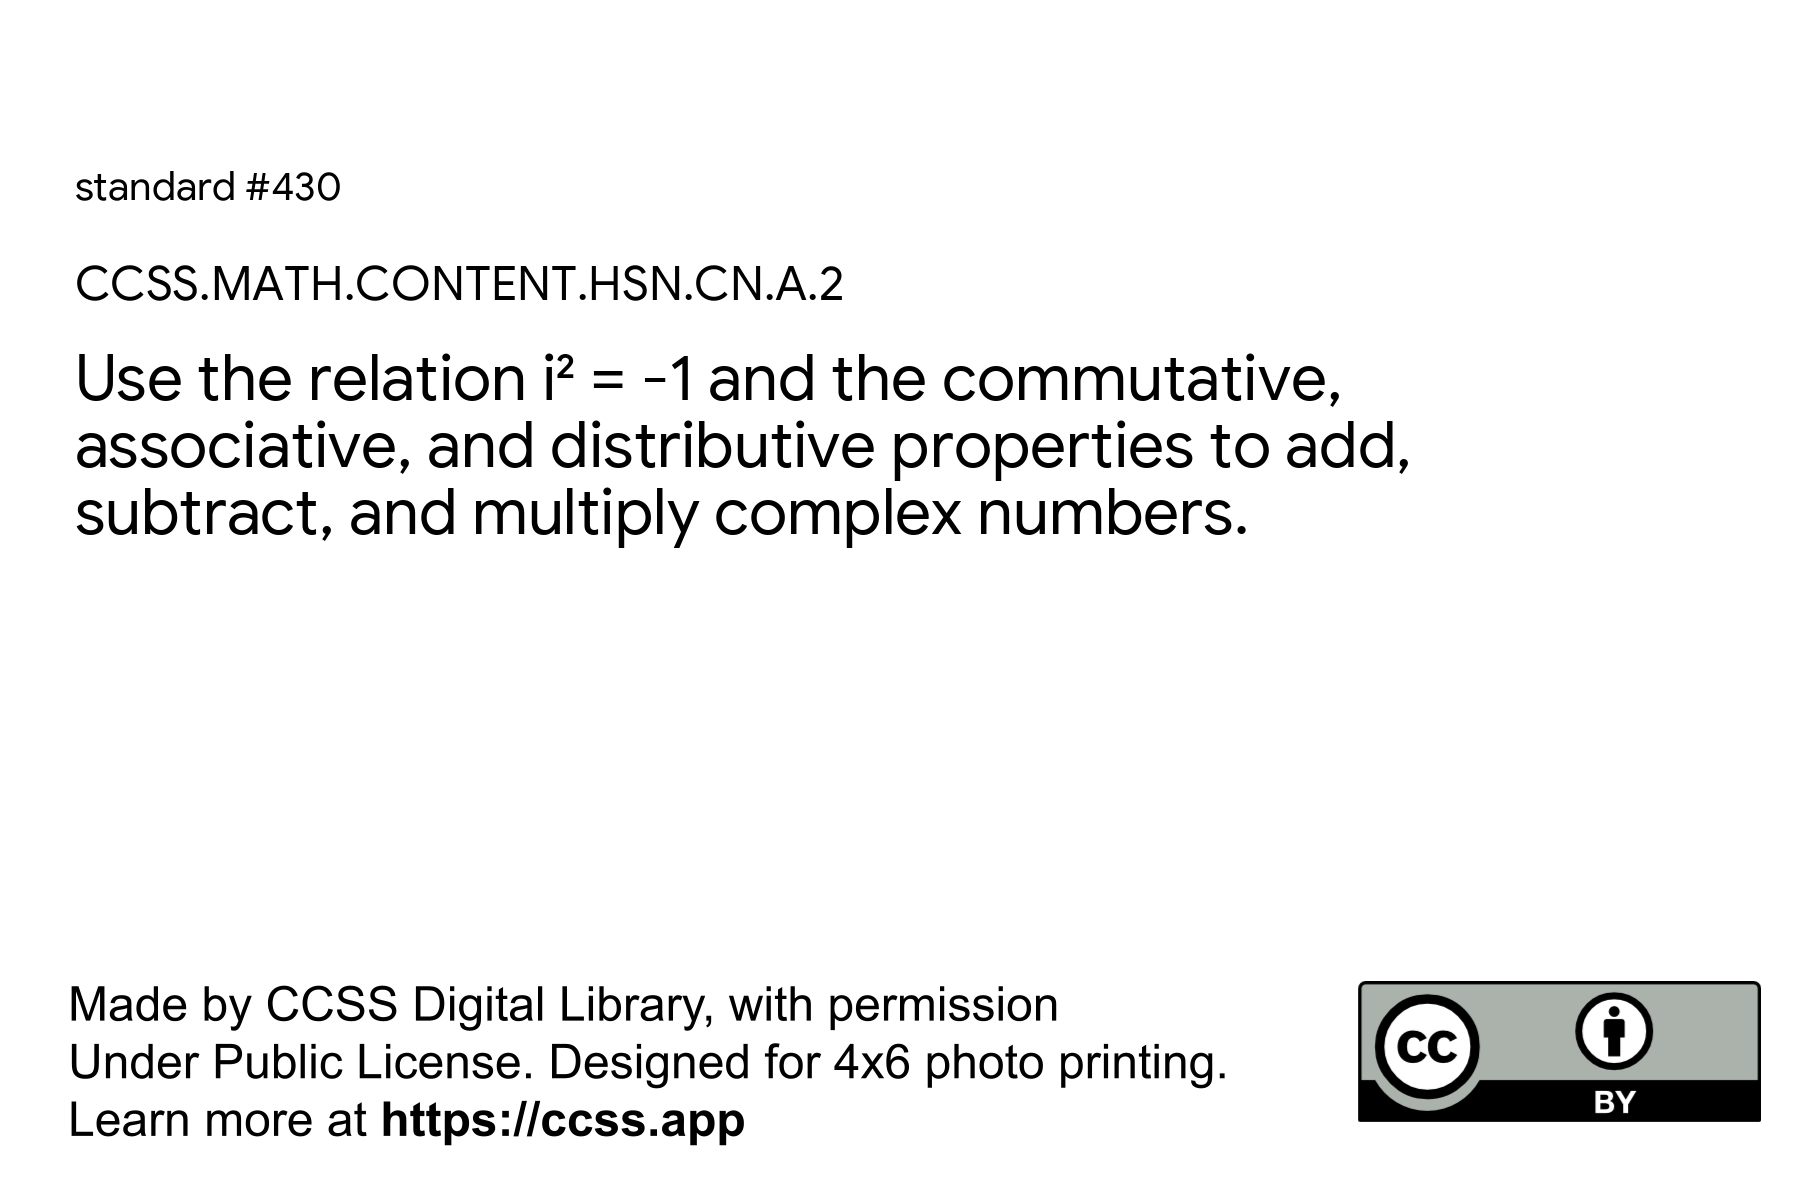 standard #430
CCSS.MATH.CONTENT.HSN.CN.A.2
Use the relation i² = -1 and the commutative,
associative, and distributive properties to add,
subtract, and multiply complex numbers.
Made by CCSS Digital Library, with permission
Under Public License. Designed for 4x6 photo printing.
Learn more at https://ccss.app
cc
BY